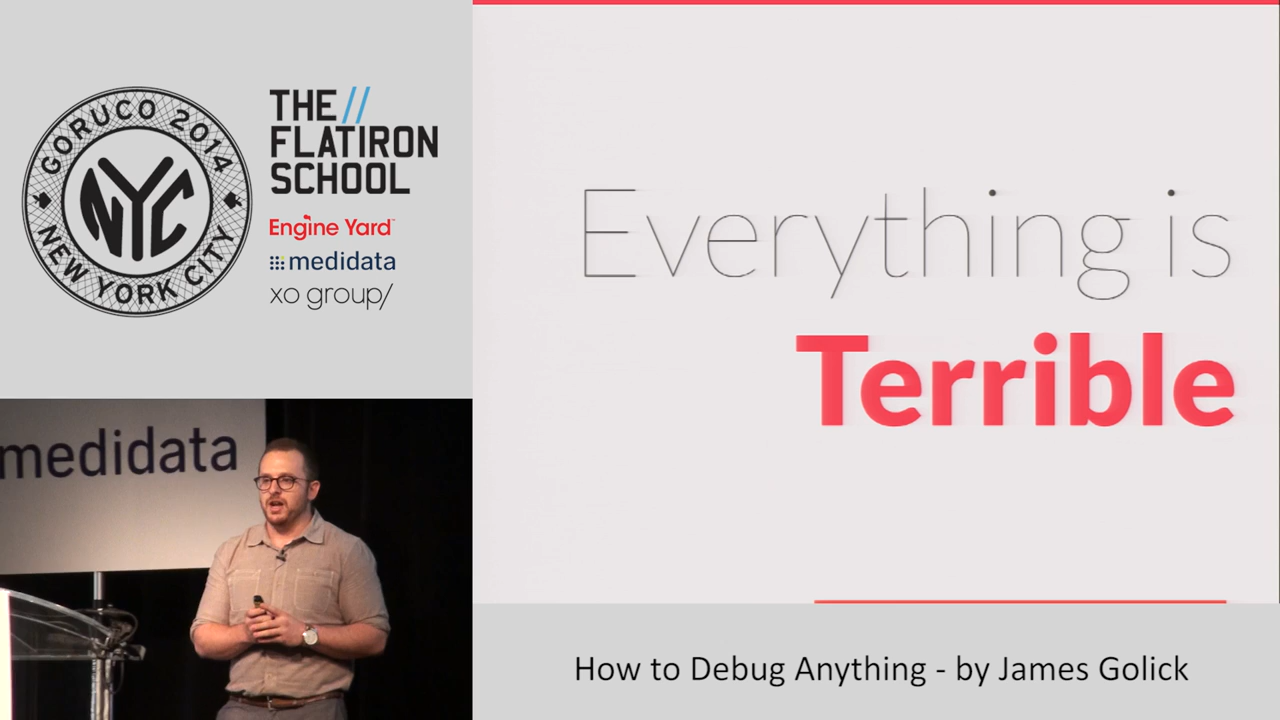 GORUCO 2014
NYC
NEW YORK CITY
THE //
FLATIRON
SCHOOL
Engine Yard
medidata
xo group/
Everything is
Terrible
medidata
How to Debug Anything - by James Golick